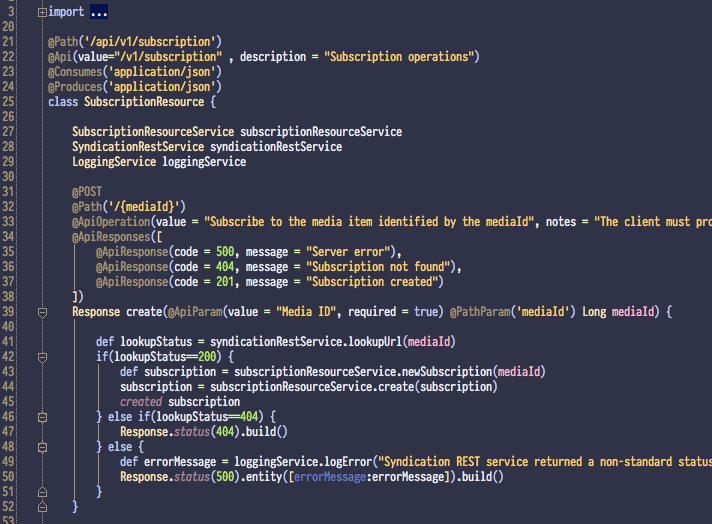 3 import ...
20
21 @Path('/api/v1/subscription')
22 @Api(value="/v1/subscription" , description = "Subscription operations")
23 @Consumes('application/json')
24 @Produces('application/json')
25 class SubscriptionResource {
26
27     SubscriptionResourceService subscriptionResourceService
28     SyndicationRestService syndicationRestService
29     LoggingService loggingService
30
31     @POST
32     @Path('/{mediaId}')
33     @ApiOperation(value = "Subscribe to the media item identified by the mediaId", notes = "The client must pro
34     @ApiResponses([
35         @ApiResponse(code = 500, message = "Server error"),
36         @ApiResponse(code = 404, message = "Subscription not found"),
37         @ApiResponse(code = 201, message = "Subscription created")
38     ])
39     Response create(@ApiParam(value = "Media ID", required = true) @PathParam('mediaId') Long mediaId) {
40
41         def lookupStatus = syndicationRestService.lookupUrl(mediaId)
42         if(lookupStatus==200) {
43             def subscription = subscriptionResourceService.newSubscription(mediaId)
44             subscription = subscriptionResourceService.create(subscription)
45             created subscription
46         } else if(lookupStatus==404) {
47             Response.status(404).build()
48         } else {
49             def errorMessage = loggingService.logError("Syndication REST service returned a non-standard status
50             Response.status(500).entity([errorMessage:errorMessage]).build()
51         }
52     }
53